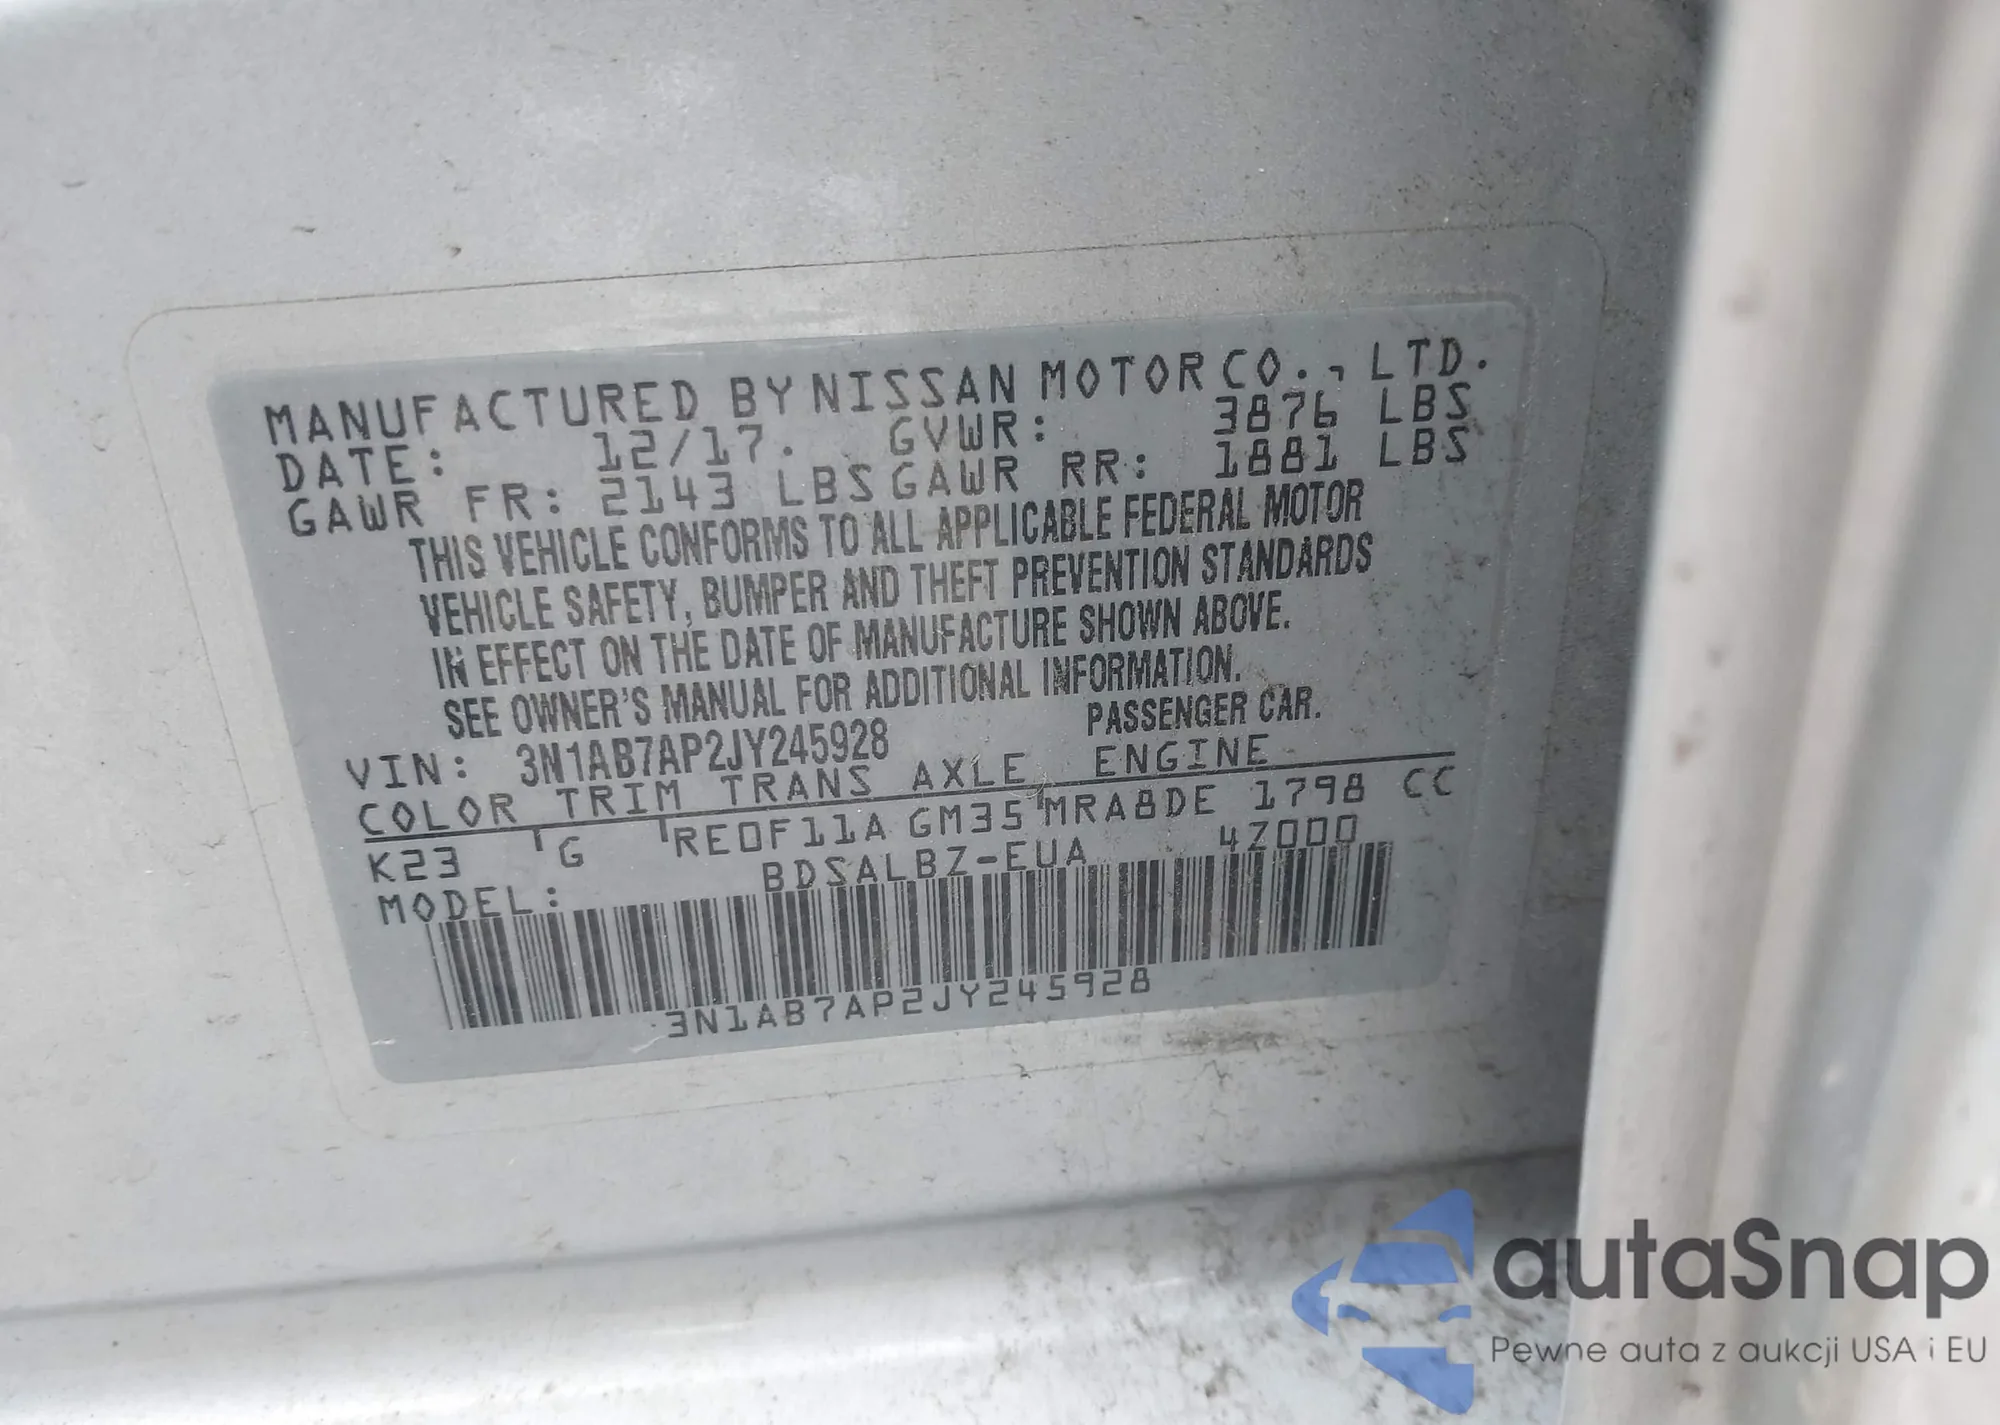 MANUFACTURED BY NISSAN MOTOR CO., LTD.
DATE: 12/17. GVWR: 3876 LBS
GAWR FR: 2143 LBS GAWR RR: 1881 LBS
THIS VEHICLE CONFORMS TO ALL APPLICABLE FEDERAL MOTOR
VEHICLE SAFETY, BUMPER AND THEFT PREVENTION STANDARDS
IN EFFECT ON THE DATE OF MANUFACTURE SHOWN ABOVE.
SEE OWNER'S MANUAL FOR ADDITIONAL INFORMATION.
VIN: 3N1AB7AP2JY245928 PASSENGER CAR.
COLOR TRIM TRANS AXLE ENGINE
K23 G RE0F11A GM35 MRA8DE 1798 CC
MODEL: BDSALBZ-EUA 4Z000
3N1AB7AP2JY245928
autaSnap
Pewne auta z aukcji USA i EU